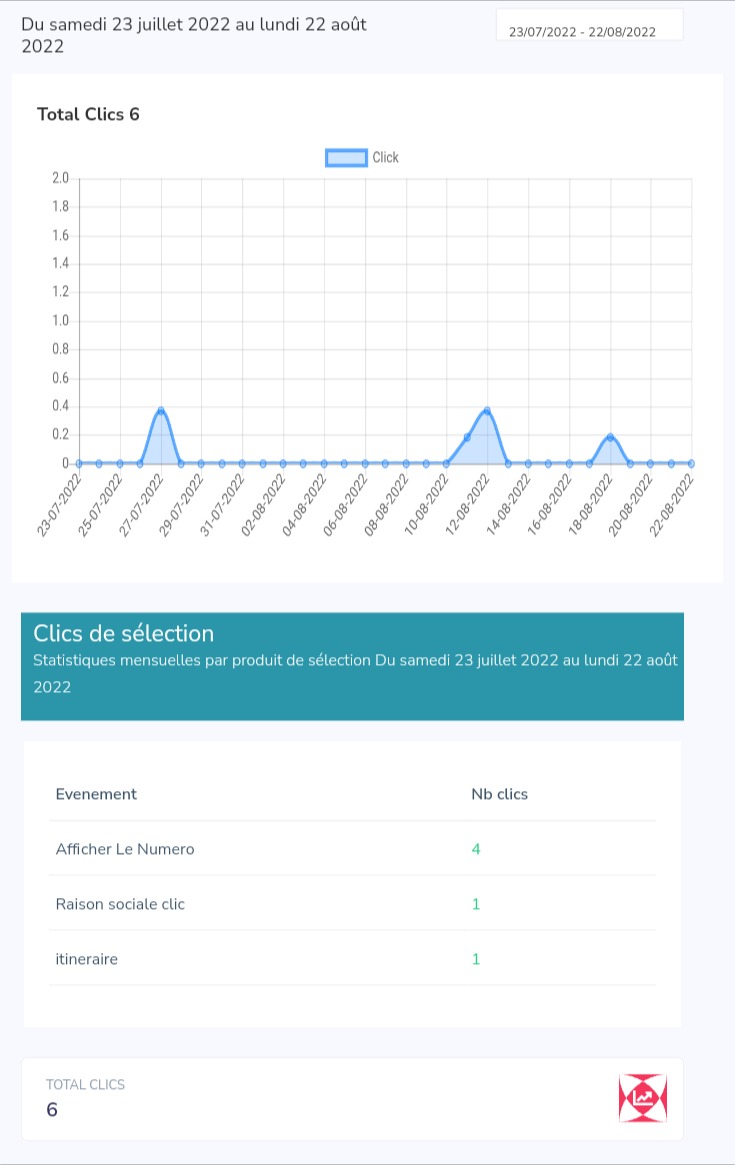 Du samedi 23 juillet 2022 au lundi 22 août
2022
23/07/2022 - 22/08/2022
Total Clics 6
Click
2.0
1.8
1.6
1.4
1.2
1.0
0.8
0.6
0.4
0.2
0
23-07-2022
25-07-2022
27-07-2022
29-07-2022
31-07-2022
02-08-2022
04-08-2022
06-08-2022
08-08-2022
10-08-2022
12-08-2022
14-08-2022
16-08-2022
18-08-2022
20-08-2022
22-08-2022
Clics de sélection
Statistiques mensuelles par produit de sélection Du samedi 23 juillet 2022 au lundi 22 août
2022
Evenement Nb clics
Afficher Le Numero 4
Raison sociale clic 1
itineraire 1
TOTAL CLICS
6